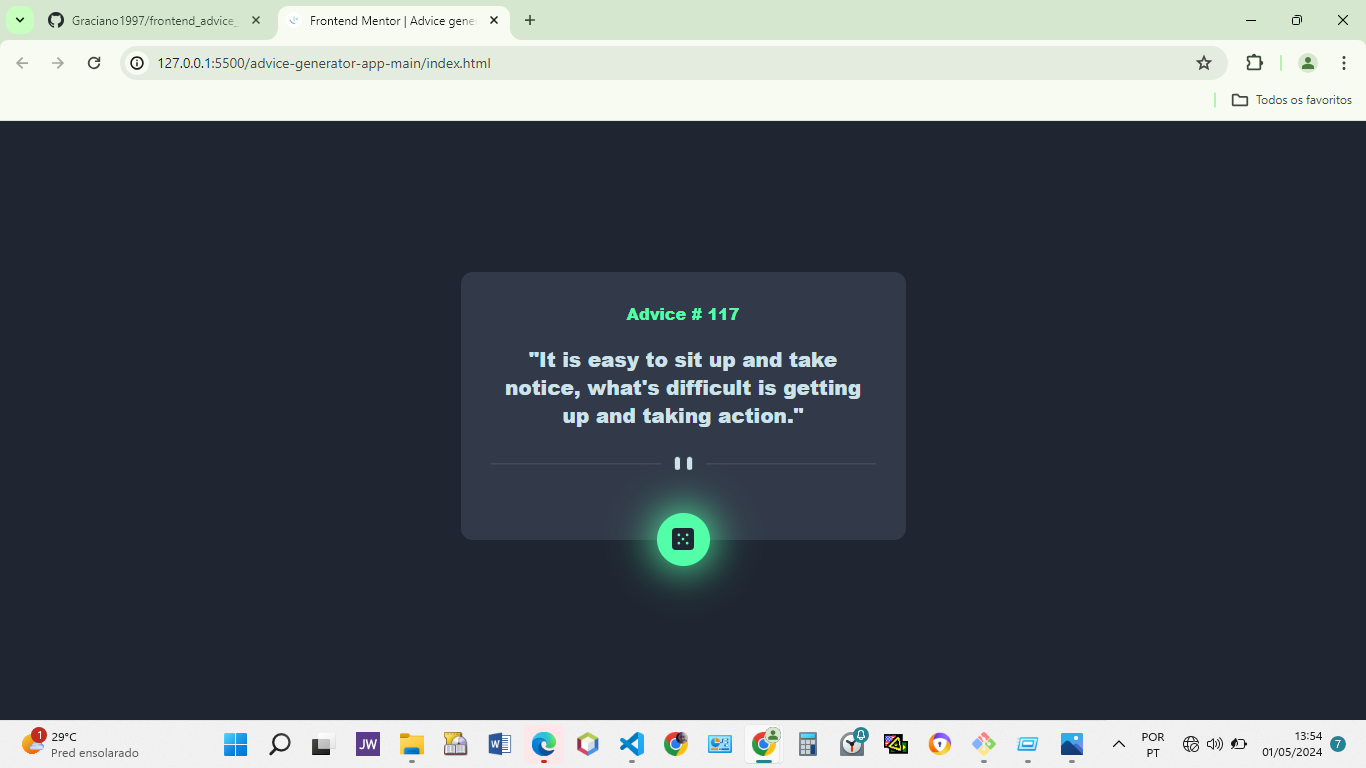 Graciano1997/frontend_advice_
Frontend Mentor | Advice gene
127.0.0.1:5500/advice-generator-app-main/index.html
Todos os favoritos
Advice # 117
"It is easy to sit up and take
notice, what's difficult is getting
up and taking action."
1
29°C
Pred ensolarado
JW
W
POR
PT
13:54
01/05/2024
7